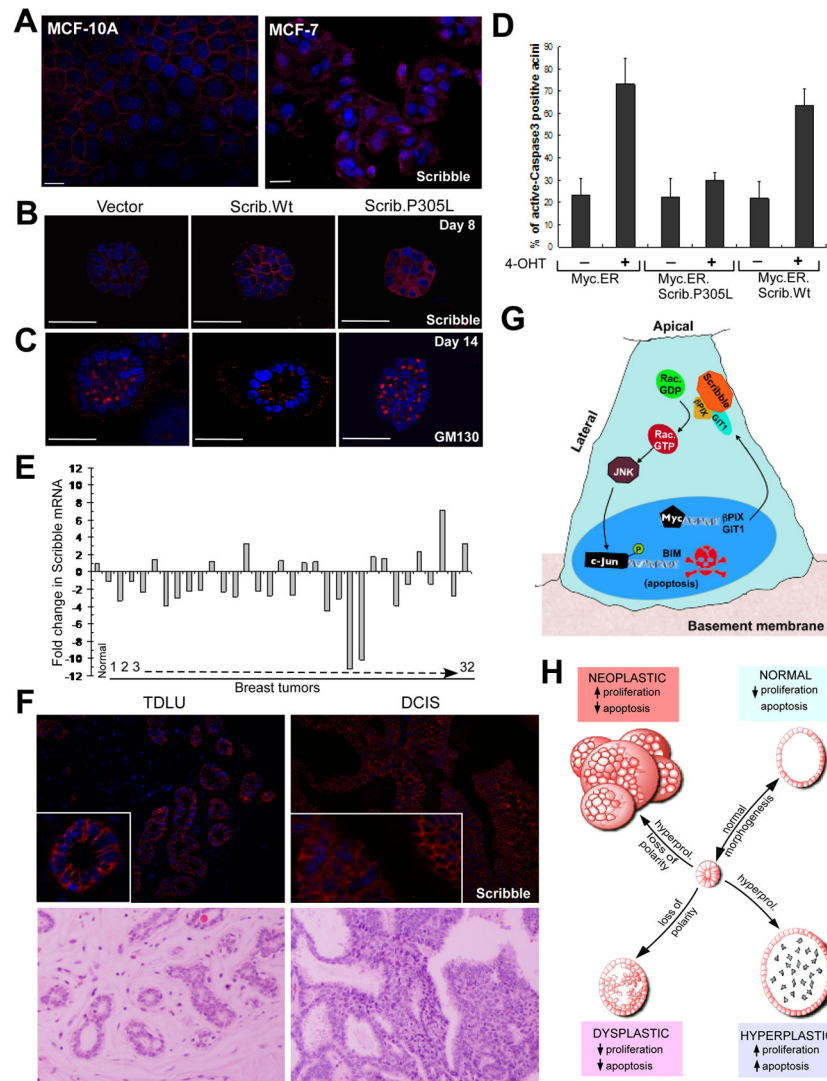 A
MCF-10A
MCF-7
Scribble
B
Vector
Scrib.Wt
Scrib.P305L
Day 8
Scribble
C
Day 14
GM130
D
% of active-Caspase3 positive acini
90
80
70
60
50
40
30
20
10
0
4-OHT
− + − + − +
Myc.ER
Myc.ER.
Scrib.P305L
Myc.ER.
Scrib.Wt
E
Fold change in Scribble mRNA
12
10
8
6
4
2
0
-2
-4
-6
-8
-10
-12
Normal
1 2 3
32
Breast tumors
F
TDLU
DCIS
Scribble
G
Apical
Lateral
Rac.
GDP
Scribble
βPIX
GIT1
Rac.
GTP
JNK
Myc
βPIX
GIT1
P
c-Jun
BIM
(apoptosis)
Basement membrane
H
NEOPLASTIC
↑ proliferation
↓ apoptosis
NORMAL
↓ proliferation
apoptosis
hyperprol.
loss of
polarity
normal
morphogenesis
loss of
polarity
hyperprol.
DYSPLASTIC
↓ proliferation
↓ apoptosis
HYPERPLASTIC
↑ proliferation
↑ apoptosis